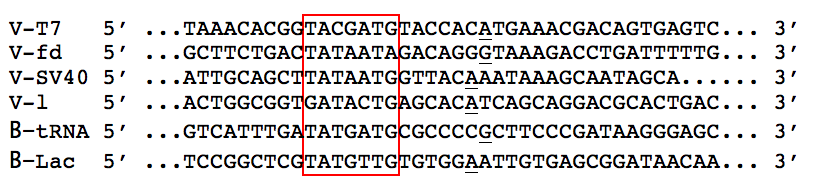 V-T7 5′ ...TAAACACGGTACGATGTACCACATGAAACGACAGTGAGTC... 3′
V-fd 5′ ...GCTTCTGACTATAATAGACAGGGTAAAGACCTGATTTTTG... 3′
V-SV40 5′ ...ATTGCAGCTTATAATGGTTACAAATAAAGCAATAGCA...... 3′
V-l 5′ ...ACTGGCGGTGATACTGAGCACATCAGCAGGACGCACTGAC... 3′
B-tRNA 5′ ...GTCATTTGATATGATGCGCCCCGCTTCCCGATAAGGGAGC... 3′
B-Lac 5′ ...TCCGGCTCGTATGTTGTGTGGAATTGTGAGCGGATAACAA... 3′